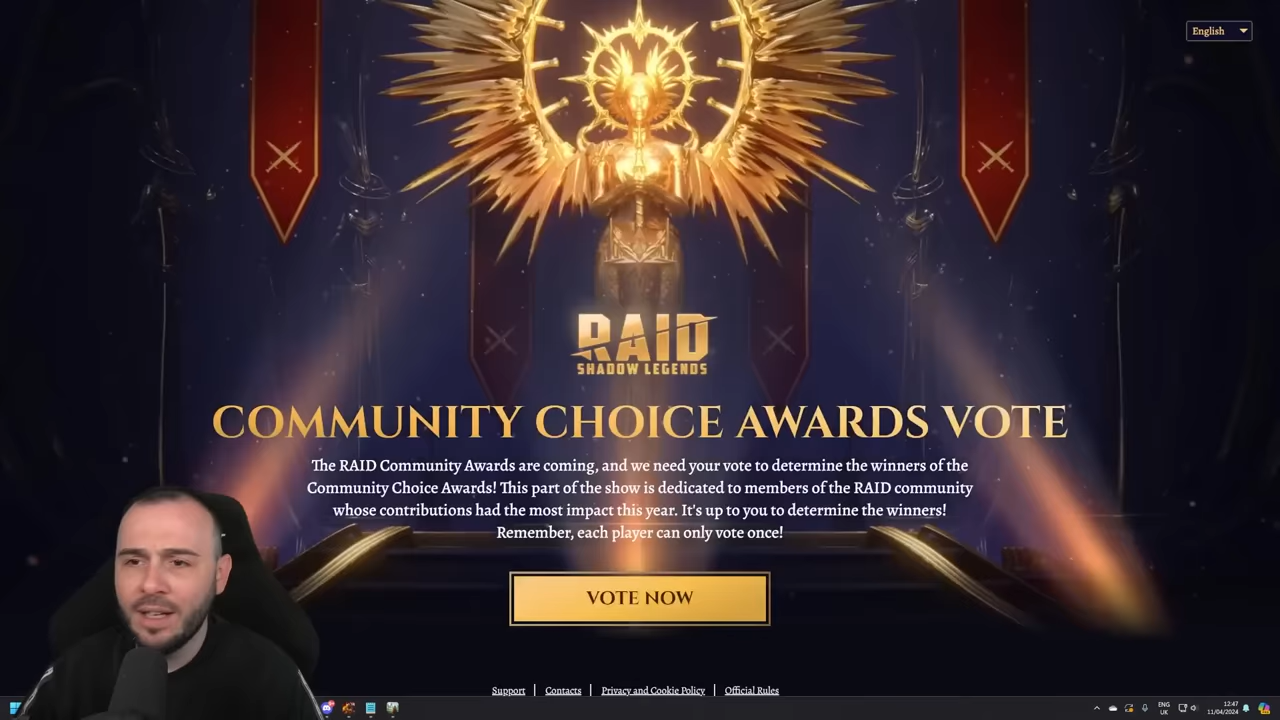 English
RAID
SHADOW LEGENDS
COMMUNITY CHOICE AWARDS VOTE
The RAID Community Awards are coming, and we need your vote to determine the winners of the
Community Choice Awards! This part of the show is dedicated to members of the RAID community
whose contributions had the most impact this year. It's up to you to determine the winners!
Remember, each player can only vote once!
VOTE NOW
Support | Contacts | Privacy and Cookie Policy | Official Rules
ENG
UK
12:47
11/04/2024